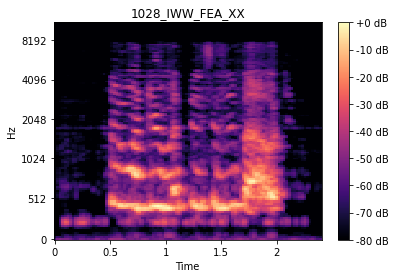 1028_IWW_FEA_XX
+0 dB
8192
-10 dB
4096
-20 dB
-30 dB
2048
Hz
-40 dB
1024
-50 dB
-60 dB
512
-70 dB
0
-80 dB
0 0.5 1 1.5 2
Time